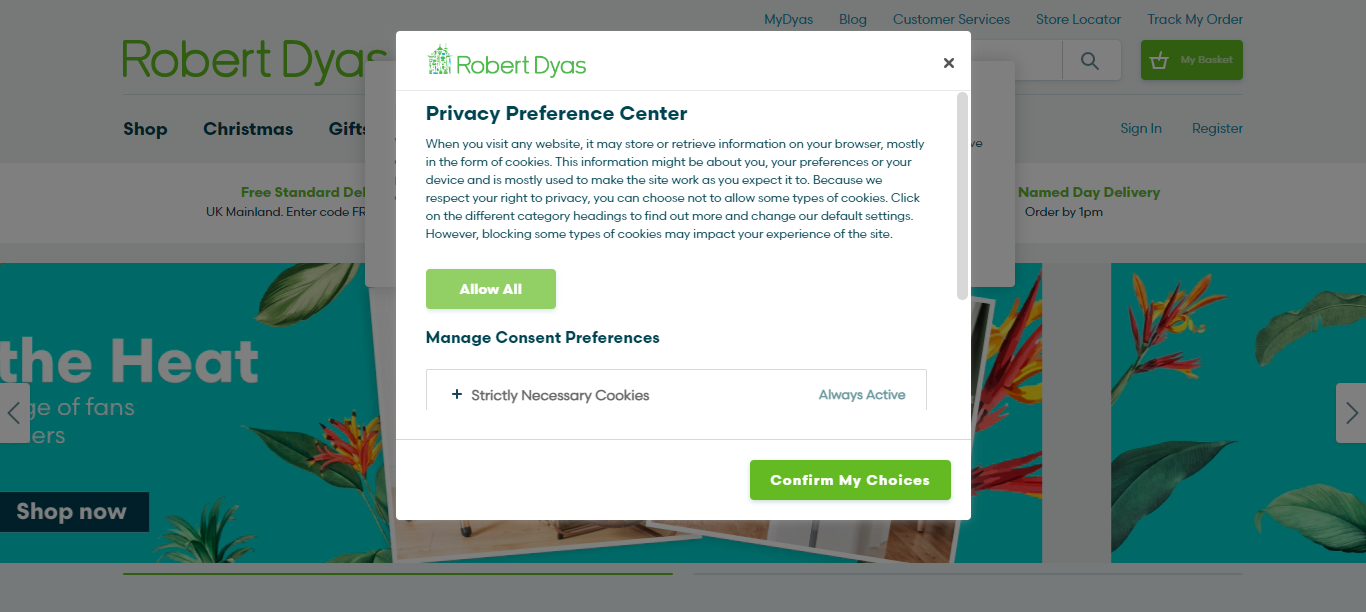 MyDyas Blog Customer Services Store Locator Track My Order
Robert Dyas
My Basket
Shop Christmas Gifts
Sign In Register
Free Standard Del
UK Mainland. Enter code FR
Named Day Delivery
Order by 1pm
the Heat
ge of fans
ers
Shop now
Robert Dyas
Privacy Preference Center
When you visit any website, it may store or retrieve information on your browser, mostly
in the form of cookies. This information might be about you, your preferences or your
device and is mostly used to make the site work as you expect it to. Because we
respect your right to privacy, you can choose not to allow some types of cookies. Click
on the different category headings to find out more and change our default settings.
However, blocking some types of cookies may impact your experience of the site.
Allow All
Manage Consent Preferences
+ Strictly Necessary Cookies
Always Active
Confirm My Choices